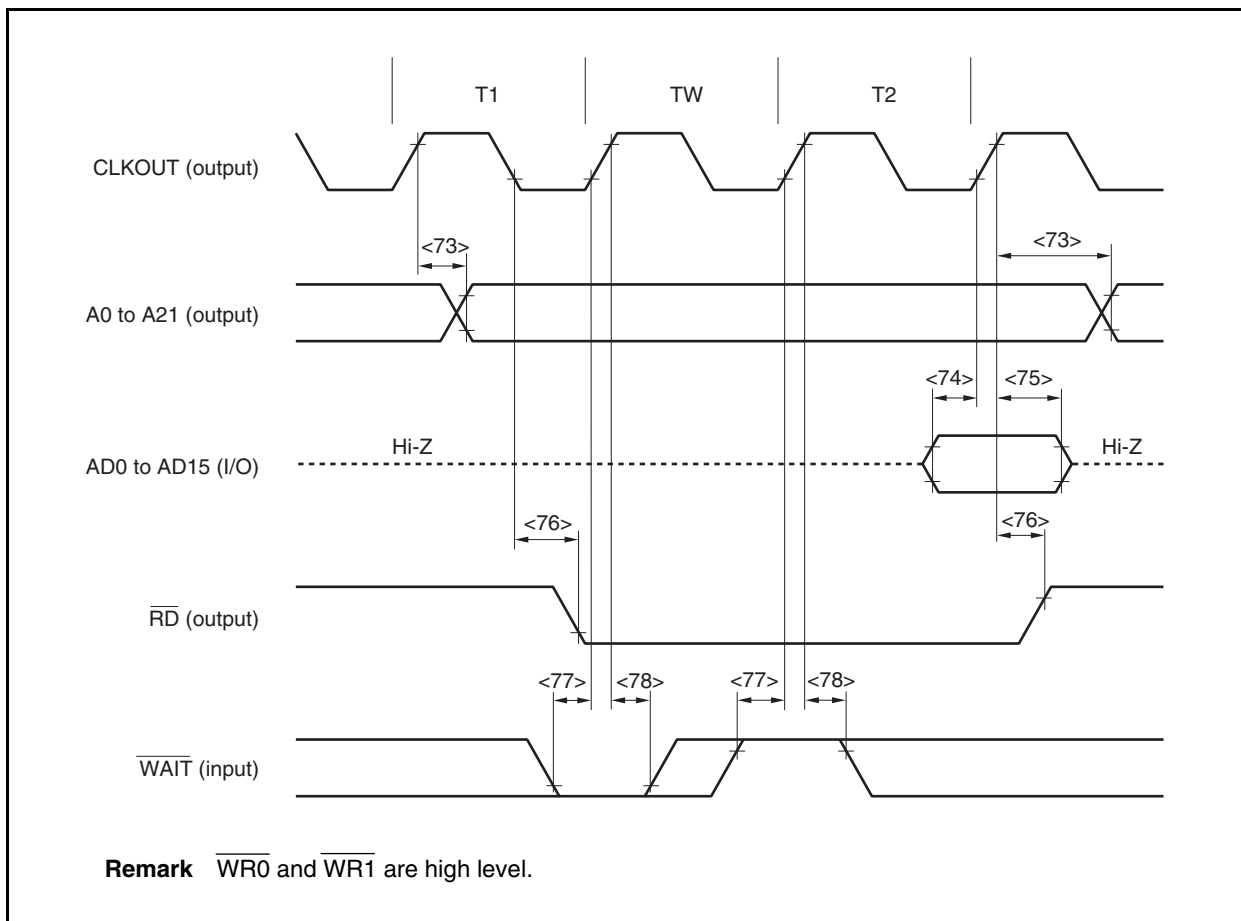 T1 TW T2
CLKOUT (output)
<73> <73>
A0 to A21 (output)
<74> <75>
Hi-Z Hi-Z
AD0 to AD15 (I/O)
<76> <76>
RD (output)
<77> <78> <77> <78>
WAIT (input)
Remark WR0 and WR1 are high level.